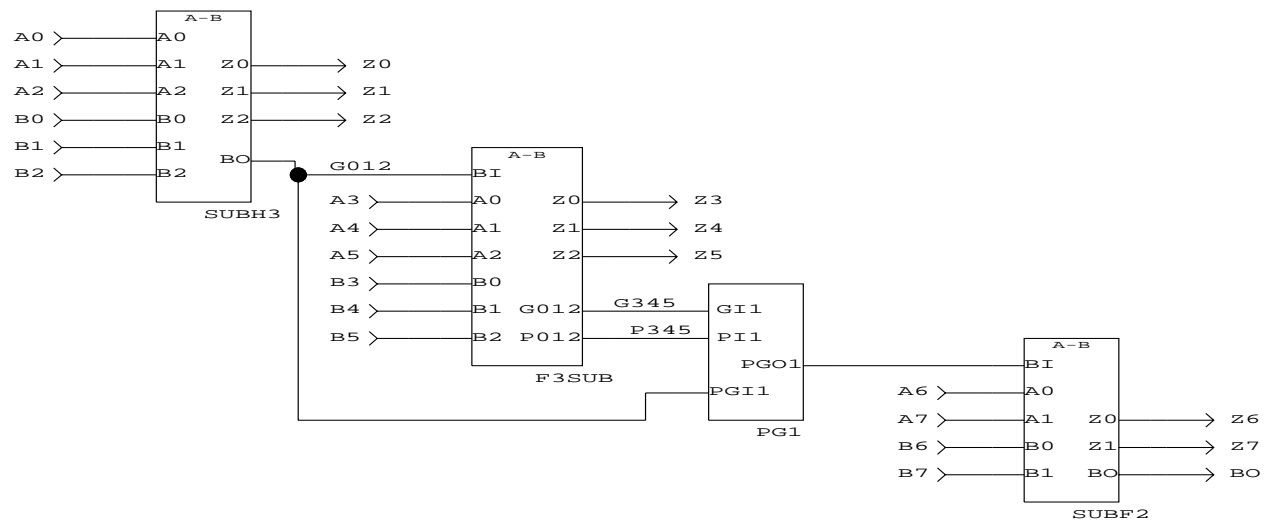 A-B
A0 A0
A1 A1 Z0 Z0
A2 A2 Z1 Z1
B0 B0 Z2 Z2
B1 B1
BO
B2 B2
SUBH3
A-B
G012 BI
A3 A0 Z0 Z3
A4 A1 Z1 Z4
A5 A2 Z2 Z5
B3 B0
G345
B4 B1 G012 GI1
P345
B5 B2 P012 PI1
F3SUB
PGO1
PGI1
PG1
A-B
BI
A6 A0
A7 A1 Z0 Z6
B6 B0 Z1 Z7
B7 B1 BO BO
SUBF2